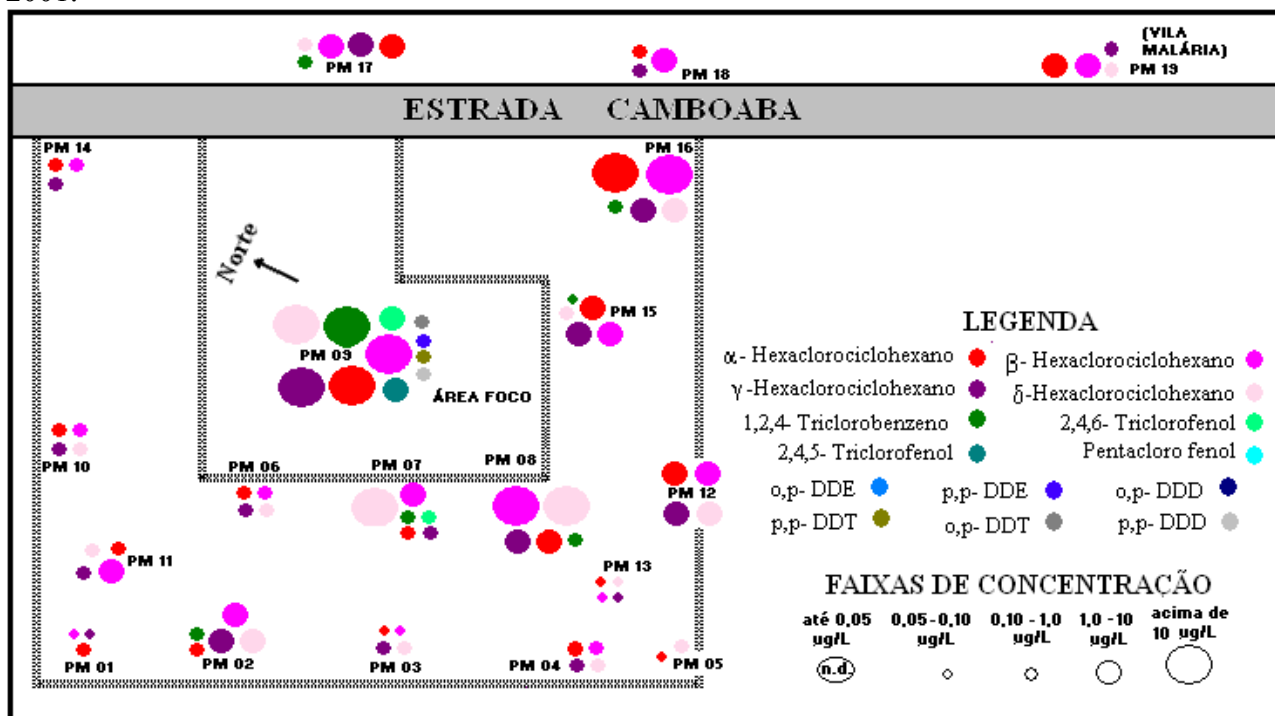 2001.
(VILA
MALÁRIA)
PM 17
PM 18
PM 19
ESTRADA CAMBOABA
PM 14
PM 16
Norte
PM 15
PM 09
ÁREA FOCO
PM 10
PM 06
PM 07
PM 08
PM 12
PM 11
PM 13
PM 01
PM 02
PM 03
PM 04
PM 05
LEGENDA
α- Hexaclorociclohexano
β- Hexaclorociclohexano
γ -Hexaclorociclohexano
δ-Hexaclorociclohexano
1,2,4- Triclorobenzeno
2,4,6- Triclorofenol
2,4,5- Triclorofenol
Pentacloro fenol
o,p- DDE
p,p- DDE
o,p- DDD
p,p- DDT
o,p- DDT
p,p- DDD
FAIXAS DE CONCENTRAÇÃO
até 0,05 ug/L
0,05 -0,10 ug/L
0,10 - 1,0 ug/L
1,0 -10 ug/L
acima de 10 ug/L
(n.d.)